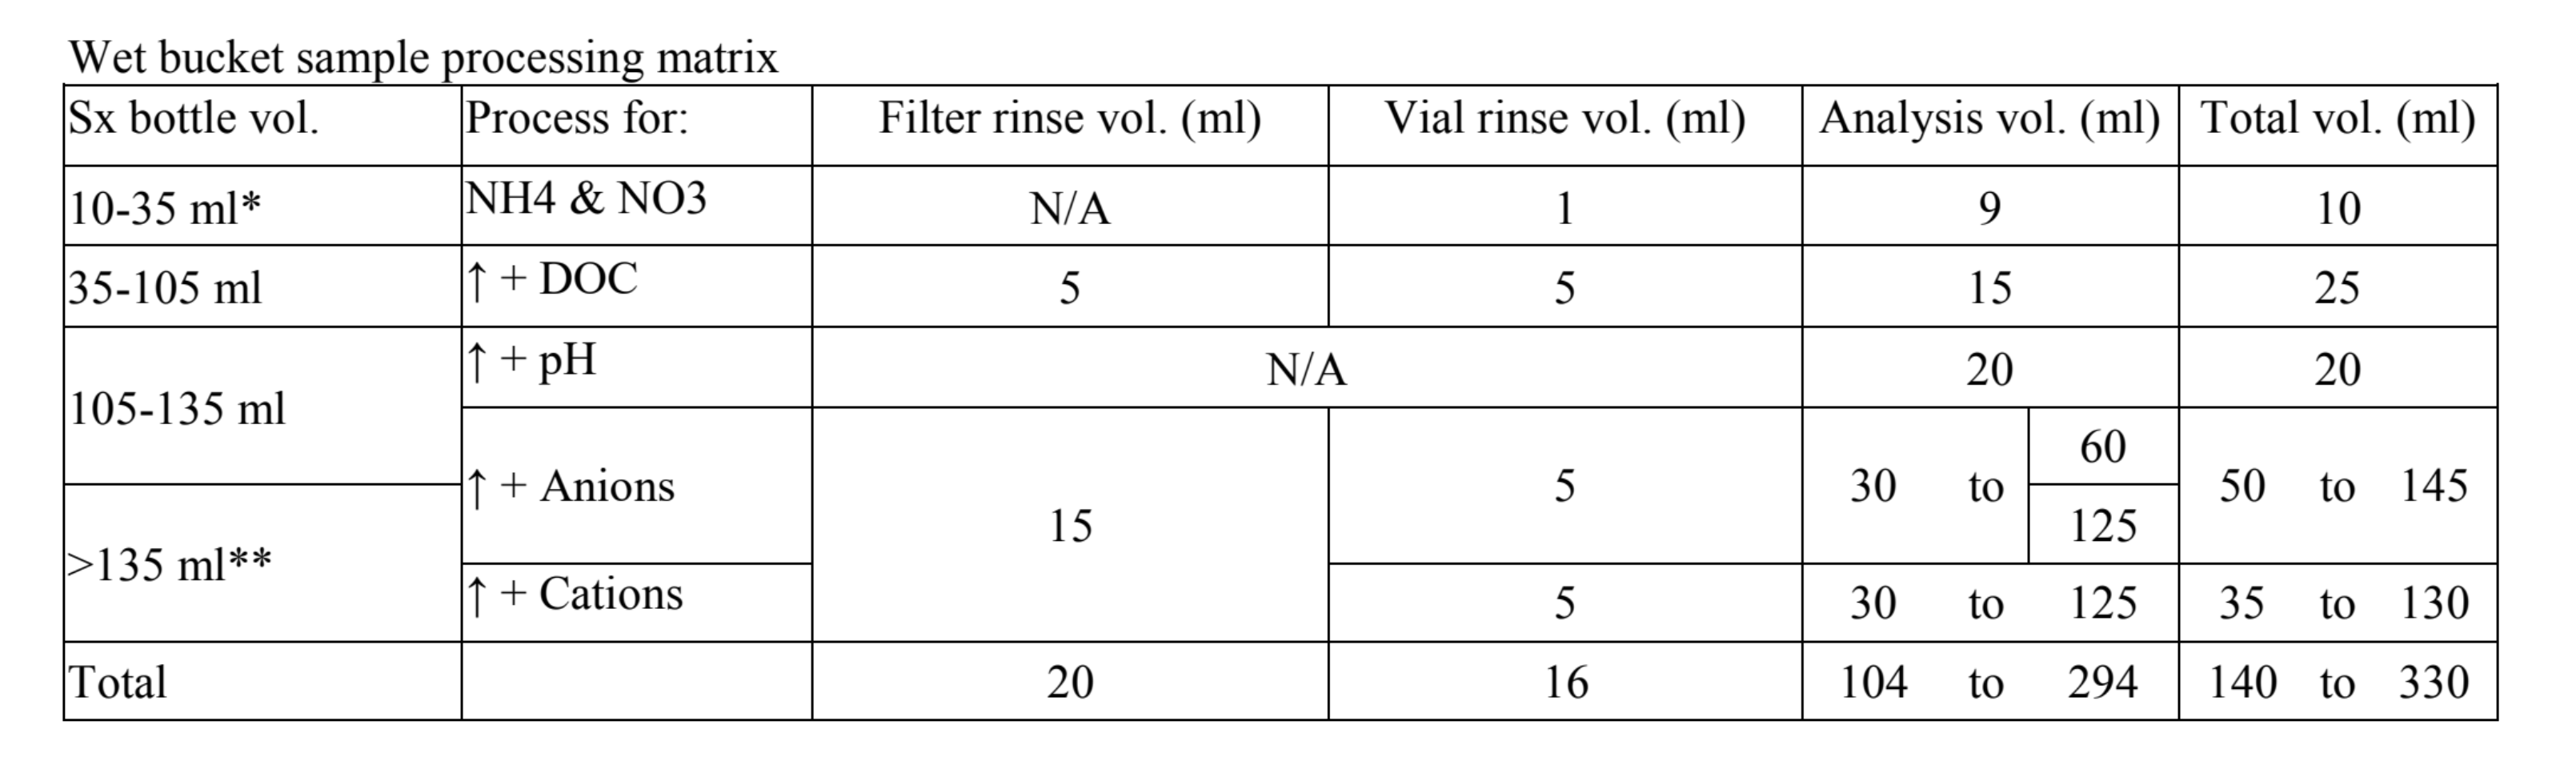 Wet bucket sample processing matrix
Sx bottle vol. Process for: Filter rinse vol. (ml) Vial rinse vol. (ml) Analysis vol. (ml) Total vol. (ml)
10-35 ml* NH4 & NO3 N/A 1 9 10
35-105 ml ↑ + DOC 5 5 15 25
105-135 ml ↑ + pH N/A 20 20
>135 ml** ↑ + Anions 15 5 30 to 60 125 50 to 145
↑ + Cations 5 30 to 125 35 to 130
Total 20 16 104 to 294 140 to 330